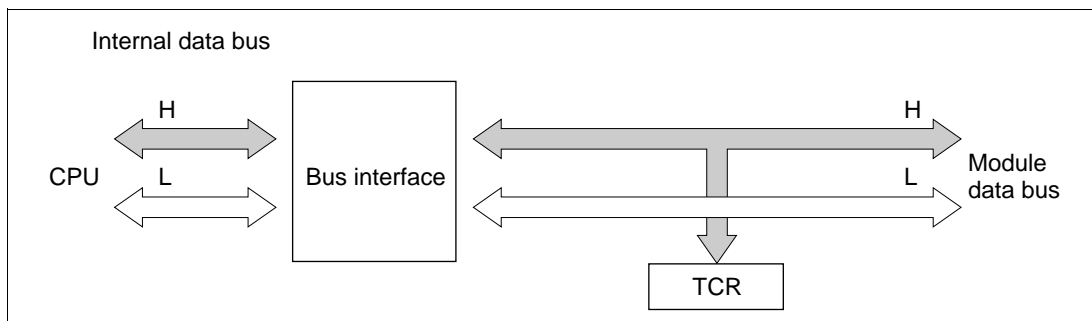 Internal data bus
H
H
CPU
L
Bus interface
L
Module
data bus
TCR